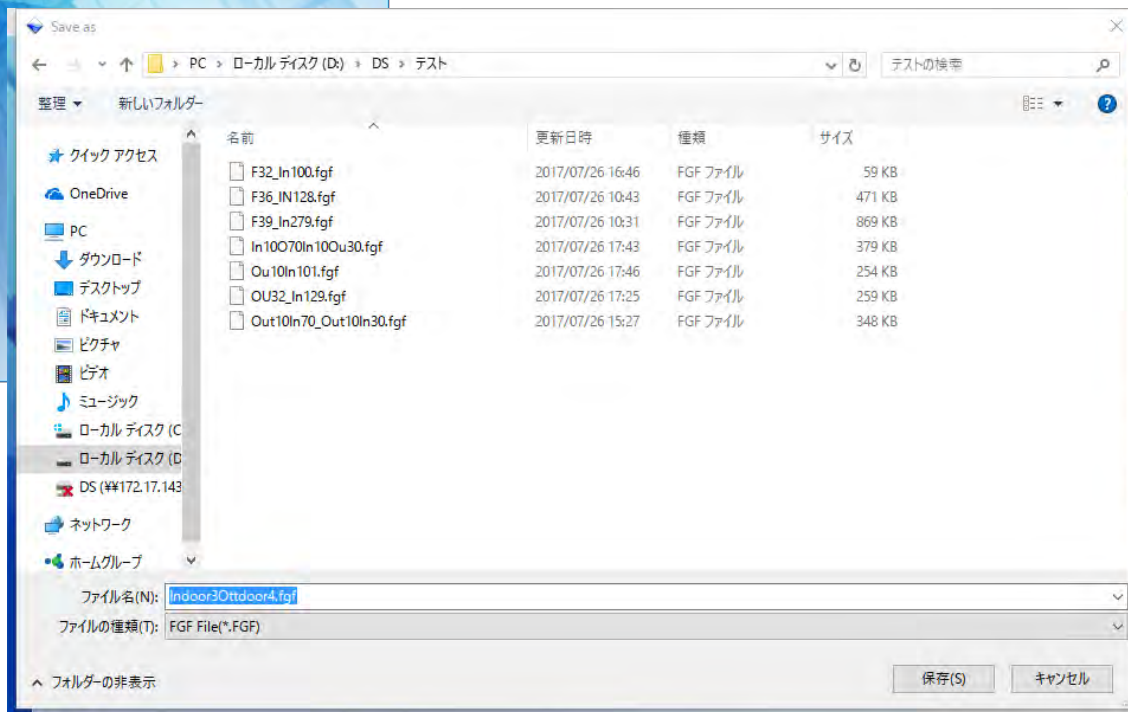 Save as
PC › ローカル ディスク (D:) › DS › テスト
テストの検索
整理 新しいフォルダー
名前 更新日時 種類 サイズ
クイック アクセス
OneDrive
PC
ダウンロード
デスクトップ
ドキュメント
ピクチャ
ビデオ
ミュージック
ローカル ディスク (C
ローカル ディスク (D
DS (¥¥172.17.143
ネットワーク
ホームグループ
F32_In100.fgf 2017/07/26 16:46 FGF ファイル 59 KB
F36_IN128.fgf 2017/07/26 10:43 FGF ファイル 471 KB
F39_In279.fgf 2017/07/26 10:31 FGF ファイル 869 KB
In10O70In10Ou30.fgf 2017/07/26 17:43 FGF ファイル 379 KB
Ou10In101.fgf 2017/07/26 17:46 FGF ファイル 254 KB
OU32_In129.fgf 2017/07/26 17:25 FGF ファイル 259 KB
Out10In70_Out10In30.fgf 2017/07/26 15:27 FGF ファイル 348 KB
ファイル名(N): Indoor3Ottdoor4.fgf
ファイルの種類(T): FGF File(*.FGF)
フォルダーの非表示
保存(S) キャンセル